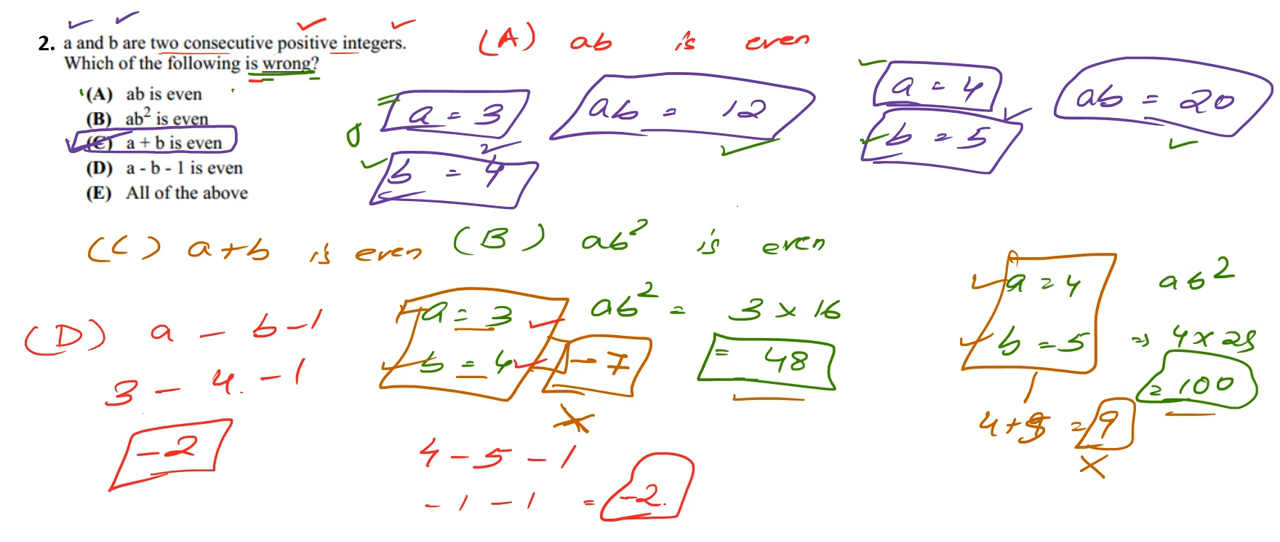 2. a and b are two consecutive positive integers.
Which of the following is wrong?
(A) ab is even
(B) ab² is even
(C) a + b is even
(D) a - b - 1 is even
(E) All of the above
(A) ab is even
a = 3
b = 4
ab = 12
a = 4
b = 5
ab = 20
(C) a+b is even
(B) ab² is even
a = 3
b = 4
7
ab² = 3 × 16
= 48
a = 4
b = 5
ab²
⇒ 4 × 25
= 100
4+5 = 9
×
×
(D) a - b - 1
3 - 4 - 1
-2
4 - 5 - 1
-1 - 1 = -2